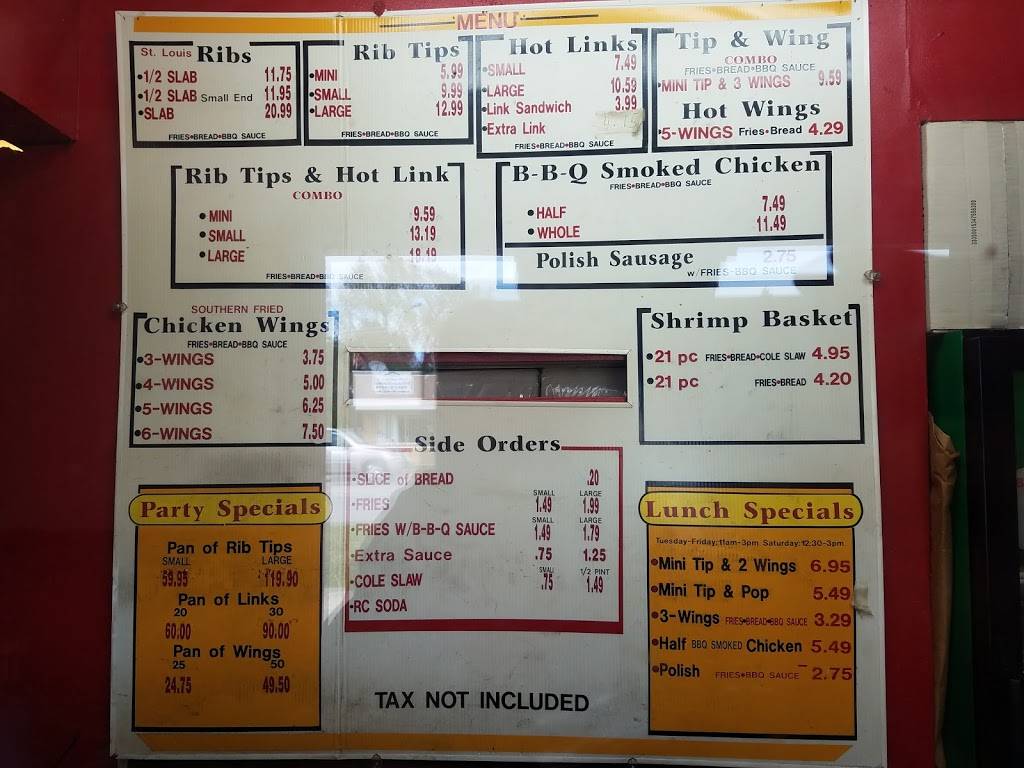 MENU
St. Louis Ribs
•1/2 SLAB 11.75
•1/2 SLAB Small End 11.95
•SLAB 20.99
FRIES•BREAD•BBQ SAUCE
Rib Tips
•MINI 5.99
•SMALL 9.99
•LARGE 12.99
FRIES•BREAD•BBQ SAUCE
Hot Links
•SMALL 7.49
•LARGE 10.59
•Link Sandwich 3.99
•Extra Link
FRIES•BREAD•BBQ SAUCE
Tip & Wing
COMBO
FRIES•BREAD•BBQ SAUCE
•MINI TIP & 3 WINGS 9.59
Hot Wings
•5-WINGS Fries•Bread 4.29
Rib Tips & Hot Link
COMBO
•MINI 9.59
•SMALL 13.19
•LARGE 18.19
FRIES•BREAD•BBQ SAUCE
B-B-Q Smoked Chicken
FRIES•BREAD•BBQ SAUCE
•HALF 7.49
•WHOLE 11.49
Polish Sausage 2.75
w/FRIES-BBQ SAUCE
SOUTHERN FRIED
Chicken Wings
FRIES•BREAD•BBQ SAUCE
•3-WINGS 3.75
•4-WINGS 5.00
•5-WINGS 6.25
•6-WINGS 7.50
Shrimp Basket
•21 pc FRIES•BREAD•COLE SLAW 4.95
•21 pc FRIES•BREAD 4.20
Side Orders
•SLICE of BREAD .20
SMALL LARGE
•FRIES 1.49 1.99
SMALL LARGE
•FRIES W/B-B-Q SAUCE 1.49 1.79
•Extra Sauce .75 1.25
SMALL 1/2 PINT
•COLE SLAW .75 1.49
•RC SODA
Party Specials
Pan of Rib Tips
SMALL LARGE
59.95 119.90
Pan of Links
20 30
60.00 90.00
Pan of Wings
25 50
24.75 49.50
Lunch Specials
Tuesday-Friday: 11am-3pm Saturday: 12:30-3pm
•Mini Tip & 2 Wings 6.95
•Mini Tip & Pop 5.49
•3-Wings FRIES•BREAD•BBQ SAUCE 3.29
•Half BBQ SMOKED Chicken 5.49
•Polish FRIES•BBQ SAUCE 2.75
TAX NOT INCLUDED